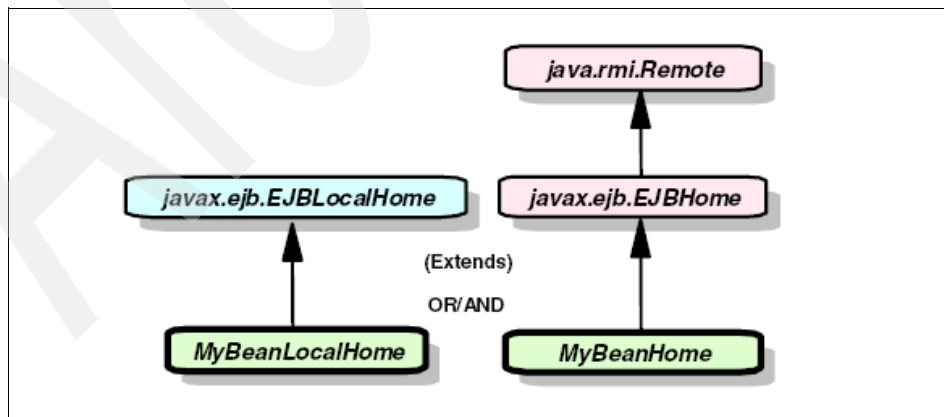 java.rmi.Remote
javax.ejb.EJBLocalHome
javax.ejb.EJBHome
(Extends)
OR/AND
MyBeanLocalHome
MyBeanHome